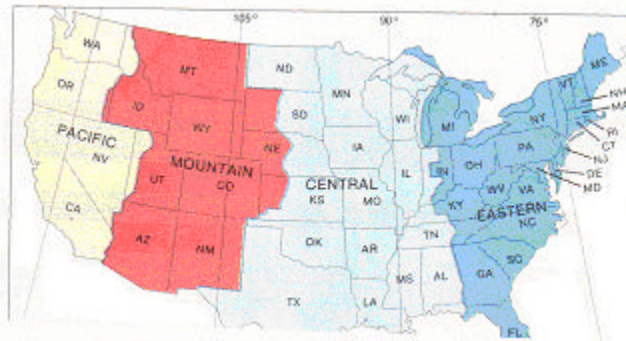 105°
90°
75°
WA
MT
ND
MN
ME
VT
NH
MA
OR
ID
SD
WI
MI
NY
RI
CT
PACIFIC
WY
NE
IA
PA
NJ
NV
MOUNTAIN
IL
IN
OH
DE
MD
UT
CO
CENTRAL
WV
VA
KS
MO
KY
EASTERN
CA
NC
AZ
NM
OK
AR
TN
SC
MS
AL
GA
TX
LA
FL